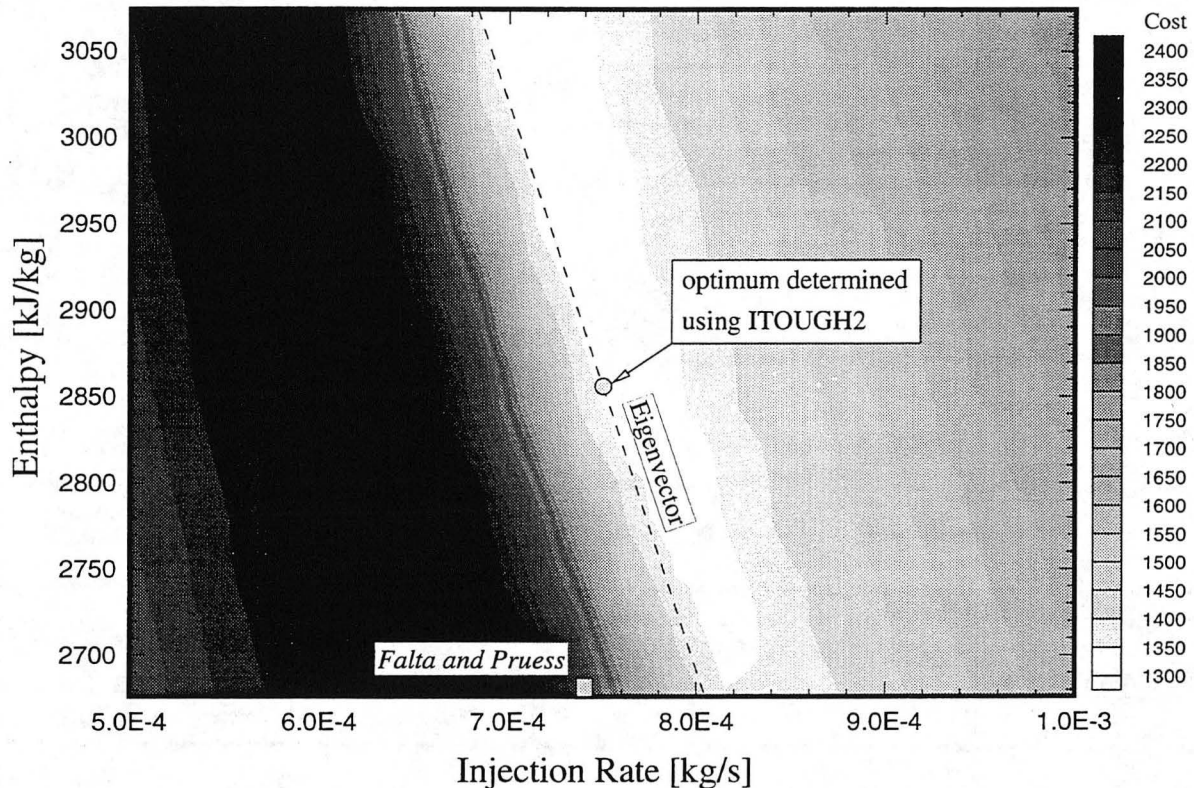 Cost
2400
2350
2300
2250
2200
2150
2100
2050
2000
1950
1900
1850
1800
1750
1700
1650
1600
1550
1500
1450
1400
1350
1300
Enthalpy [kJ/kg]
3050
3000
2950
2900
2850
2800
2750
2700
optimum determined
using ITOUGH2
Eigenvector
Falta and Pruess
5.0E-4
6.0E-4
7.0E-4
8.0E-4
9.0E-4
1.0E-3
Injection Rate [kg/s]